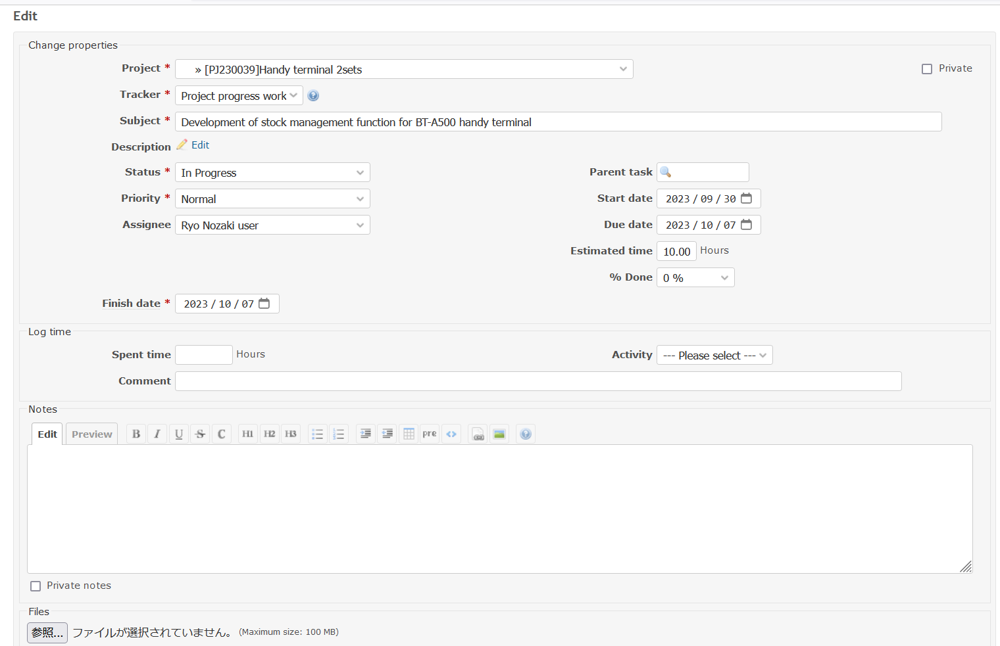 Edit
Change properties
Project * » [PJ230039]Handy terminal 2sets Private
Tracker * Project progress work
Subject * Development of stock management function for BT-A500 handy terminal
Description Edit
Status * In Progress Parent task
Priority * Normal Start date 2023 / 09 / 30
Assignee Ryo Nozaki user Due date 2023 / 10 / 07
Estimated time 10.00 Hours
% Done 0 %
Finish date * 2023 / 10 / 07
Log time
Spent time Hours Activity --- Please select ---
Comment
Notes
Edit Preview B I U S C H1 H2 H3 pre
Private notes
Files
参照... ファイルが選択されていません。 (Maximum size: 100 MB)